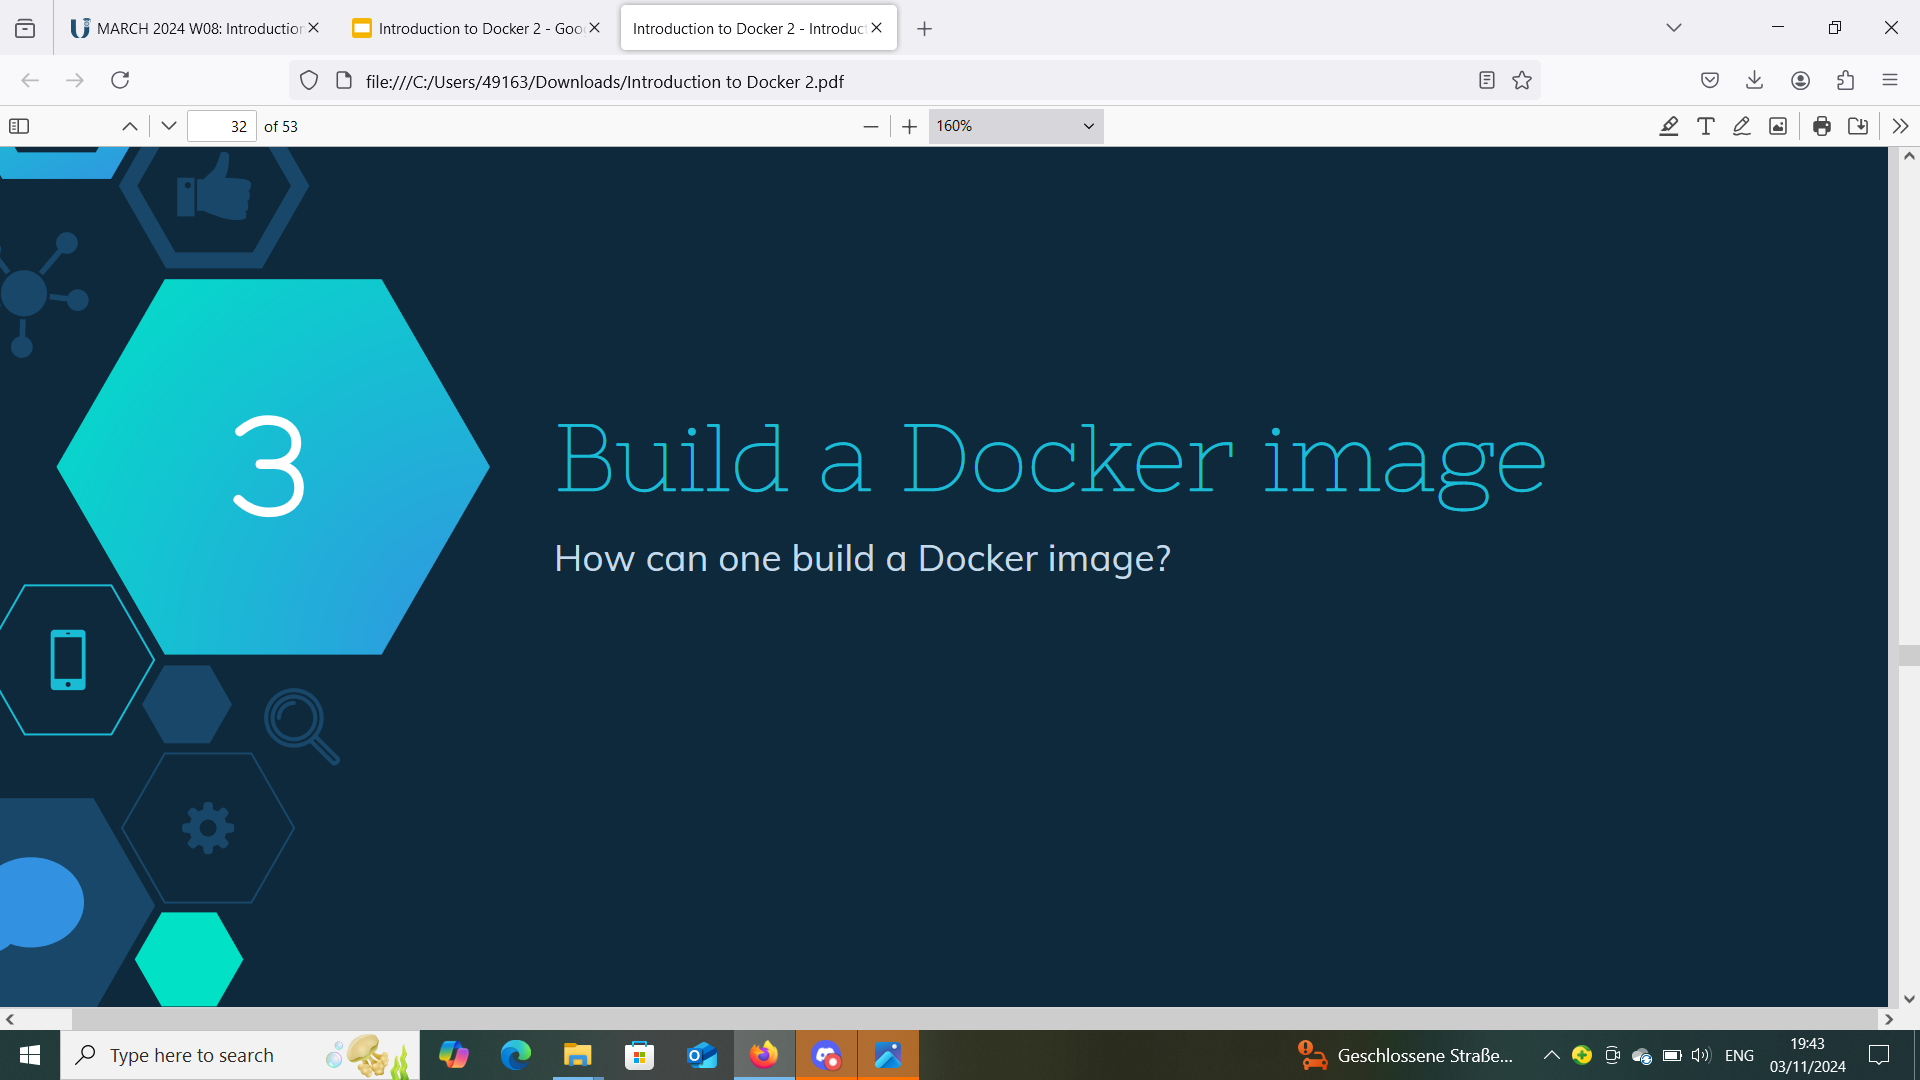 MARCH 2024 W08: Introduction
Introduction to Docker 2 - Goo
Introduction to Docker 2 - Introduc
file:///C:/Users/49163/Downloads/Introduction to Docker 2.pdf
32 of 53
160%
3
Build a Docker image
How can one build a Docker image?
Type here to search
Geschlossene Straße...
ENG
19:43
03/11/2024